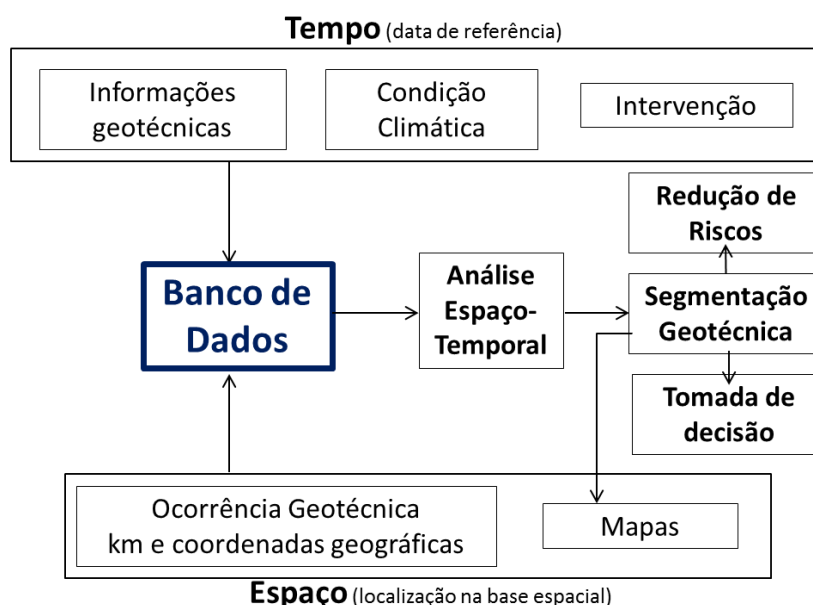 Tempo (data de referência)
Informações
geotécnicas
Condição
Climática
Intervenção
Redução de
Riscos
Banco de
Dados
Análise
Espaço-
Temporal
Segmentação
Geotécnica
Tomada de
decisão
Ocorrência Geotécnica
km e coordenadas geográficas
Mapas
Espaço (localização na base espacial)